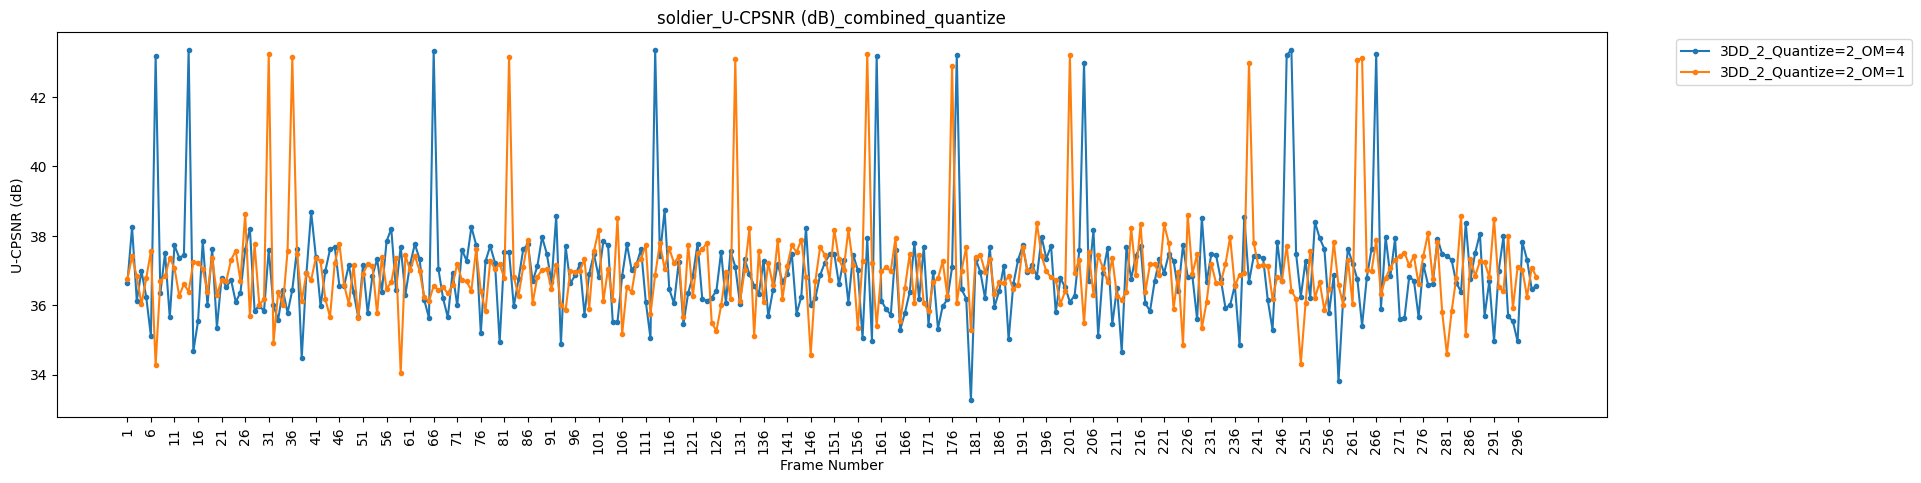 soldier_U-CPSNR (dB)_combined_quantize
3DD_2_Quantize=2_OM=4
3DD_2_Quantize=2_OM=1
U-CPSNR (dB)
42
40
38
36
34
1 6 11 16 21 26 31 36 41 46 51 56 61 66 71 76 81 86 91 96 101 106 111 116 121 126 131 136 141 146 151 156 161 166 171 176 181 186 191 196 201 206 211 216 221 226 231 236 241 246 251 256 261 266 271 276 281 286 291 296
Frame Number